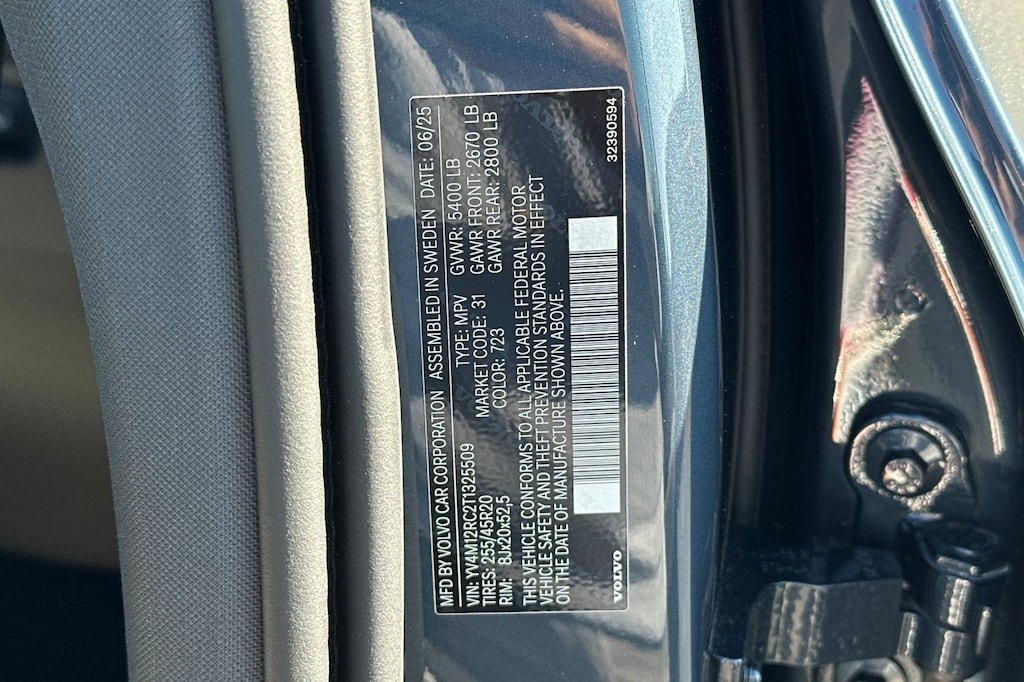 MFD BY VOLVO CAR CORPORATION ASSEMBLED IN SWEDEN DATE: 06/25
VIN: YV4M12RC2T1325509 TYPE: MPV GVWR: 5400 LB
TIRES: 255/45R20 MARKET CODE: 31 GAWR FRONT: 2670 LB
RIM: 8Jx20x52,5 COLOR: 723 GAWR REAR: 2800 LB
THIS VEHICLE CONFORMS TO ALL APPLICABLE FEDERAL MOTOR
VEHICLE SAFETY AND THEFT PREVENTION STANDARDS IN EFFECT
ON THE DATE OF MANUFACTURE SHOWN ABOVE.
VOLVO 32390594